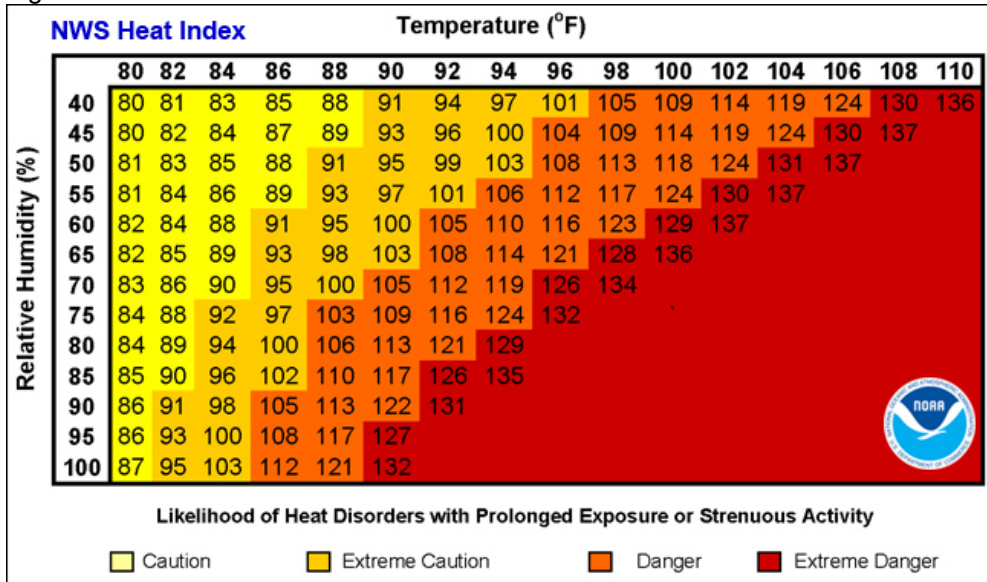 NWS Heat Index Temperature (°F)
80 82 84 86 88 90 92 94 96 98 100 102 104 106 108 110
40 80 81 83 85 88 91 94 97 101 105 109 114 119 124 130 136
45 80 82 84 87 89 93 96 100 104 109 114 119 124 130 137
50 81 83 85 88 91 95 99 103 108 113 118 124 131 137
55 81 84 86 89 93 97 101 106 112 117 124 130 137
60 82 84 88 91 95 100 105 110 116 123 129 137
65 82 85 89 93 98 103 108 114 121 128 136
70 83 86 90 95 100 105 112 119 126 134
75 84 88 92 97 103 109 116 124 132
80 84 89 94 100 106 113 121 129
85 85 90 96 102 110 117 126 135
90 86 91 98 105 113 122 131
95 86 93 100 108 117 127
100 87 95 103 112 121 132
Relative Humidity (%)
NOAA
Likelihood of Heat Disorders with Prolonged Exposure or Strenuous Activity
Caution Extreme Caution Danger Extreme Danger